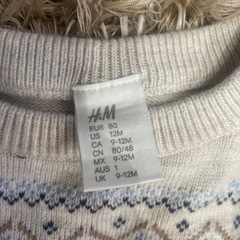 H&M
EUR 80
US 12M
CA 9-12M
CN 80/48
MX 9-12M
AUS 1
UK 9-12M